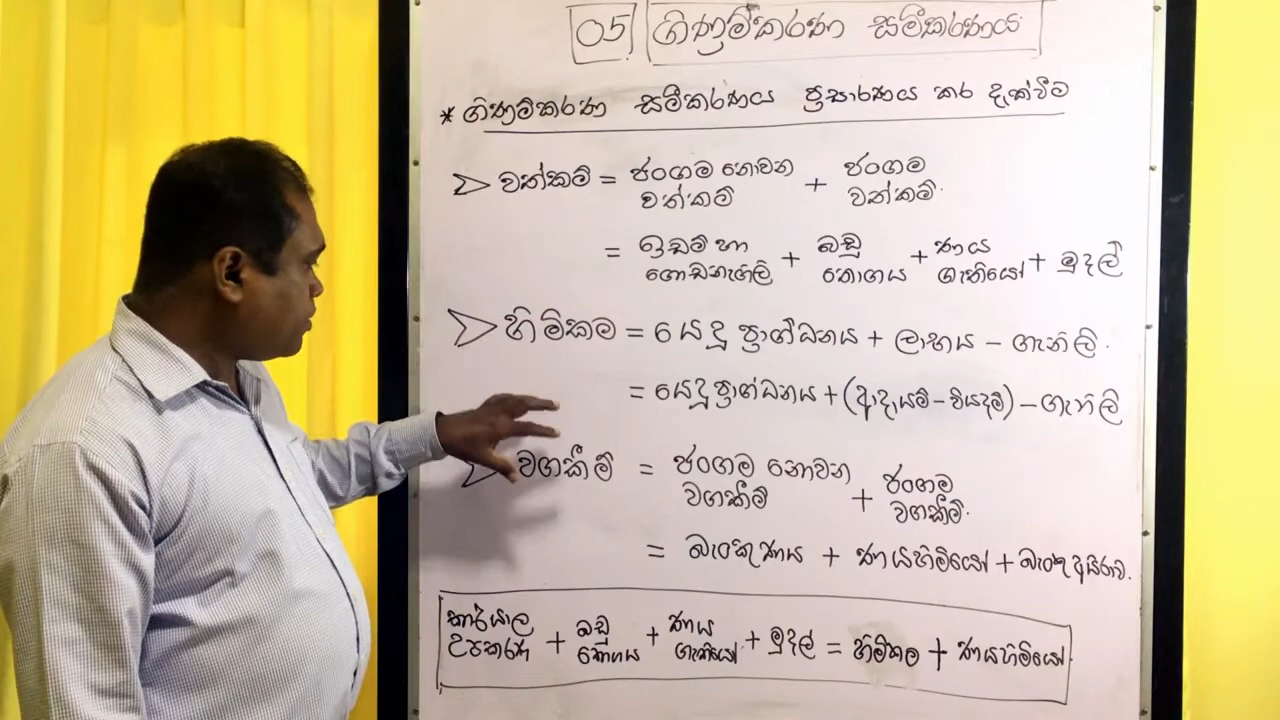 05 ගිණුම්කරණ සමීකරණය
* ගිණුම්කරණ සමීකරණය ප්‍රසාරණය කර දැක්වීම
වත්කම් = ජංගම නොවන වත්කම් + ජංගම වත්කම්.
= ඉඩම් හා ගොඩනැගිලි + බඩු තොගය + ණය ගැතියෝ + මුදල්
හිමිකම = යෙදූ ප්‍රාග්ධනය + ලාභය - ගැනිලි.
= යෙදූ ප්‍රාග්ධනය + (ආදායම් - වියදම්) - ගැනිලි
වගකීම් = ජංගම නොවන වගකීම් + ජංගම වගකීම්.
= බැංකු ණය + ණයහිමියෝ + බැංකු අයිරාව.
කාර්යාල උපකරණ + බඩු තොගය + ණය ගැතියෝ + මුදල් = හිමිකම + ණයහිමියෝ.